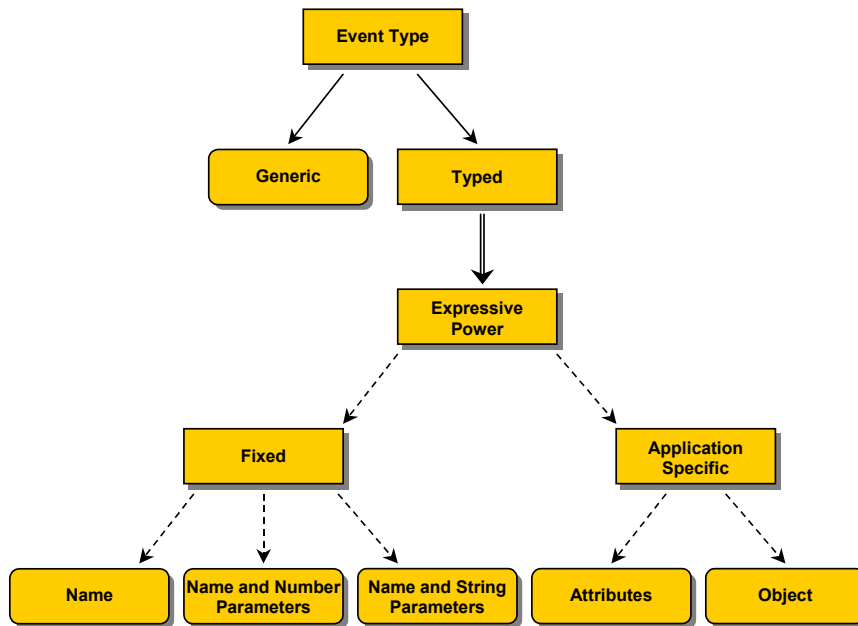 Event Type
Generic
Typed
Expressive
Power
Fixed
Application
Specific
Name
Name and Number
Parameters
Name and String
Parameters
Attributes
Object